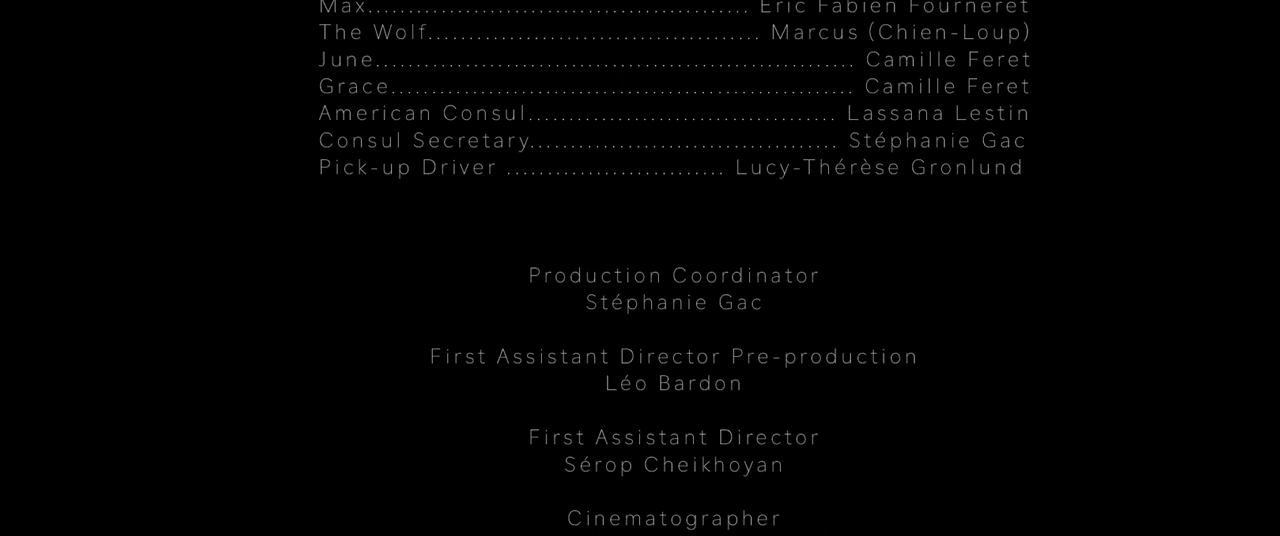 Max............................................... Eric Fabien Fourneret
The Wolf......................................... Marcus (Chien-Loup)
June........................................................... Camille Feret
Grace......................................................... Camille Feret
American Consul...................................... Lassana Lestin
Consul Secretary...................................... Stéphanie Gac
Pick-up Driver ........................... Lucy-Thérèse Gronlund
Production Coordinator
Stéphanie Gac
First Assistant Director Pre-production
Léo Bardon
First Assistant Director
Sérop Cheikhoyan
Cinematographer